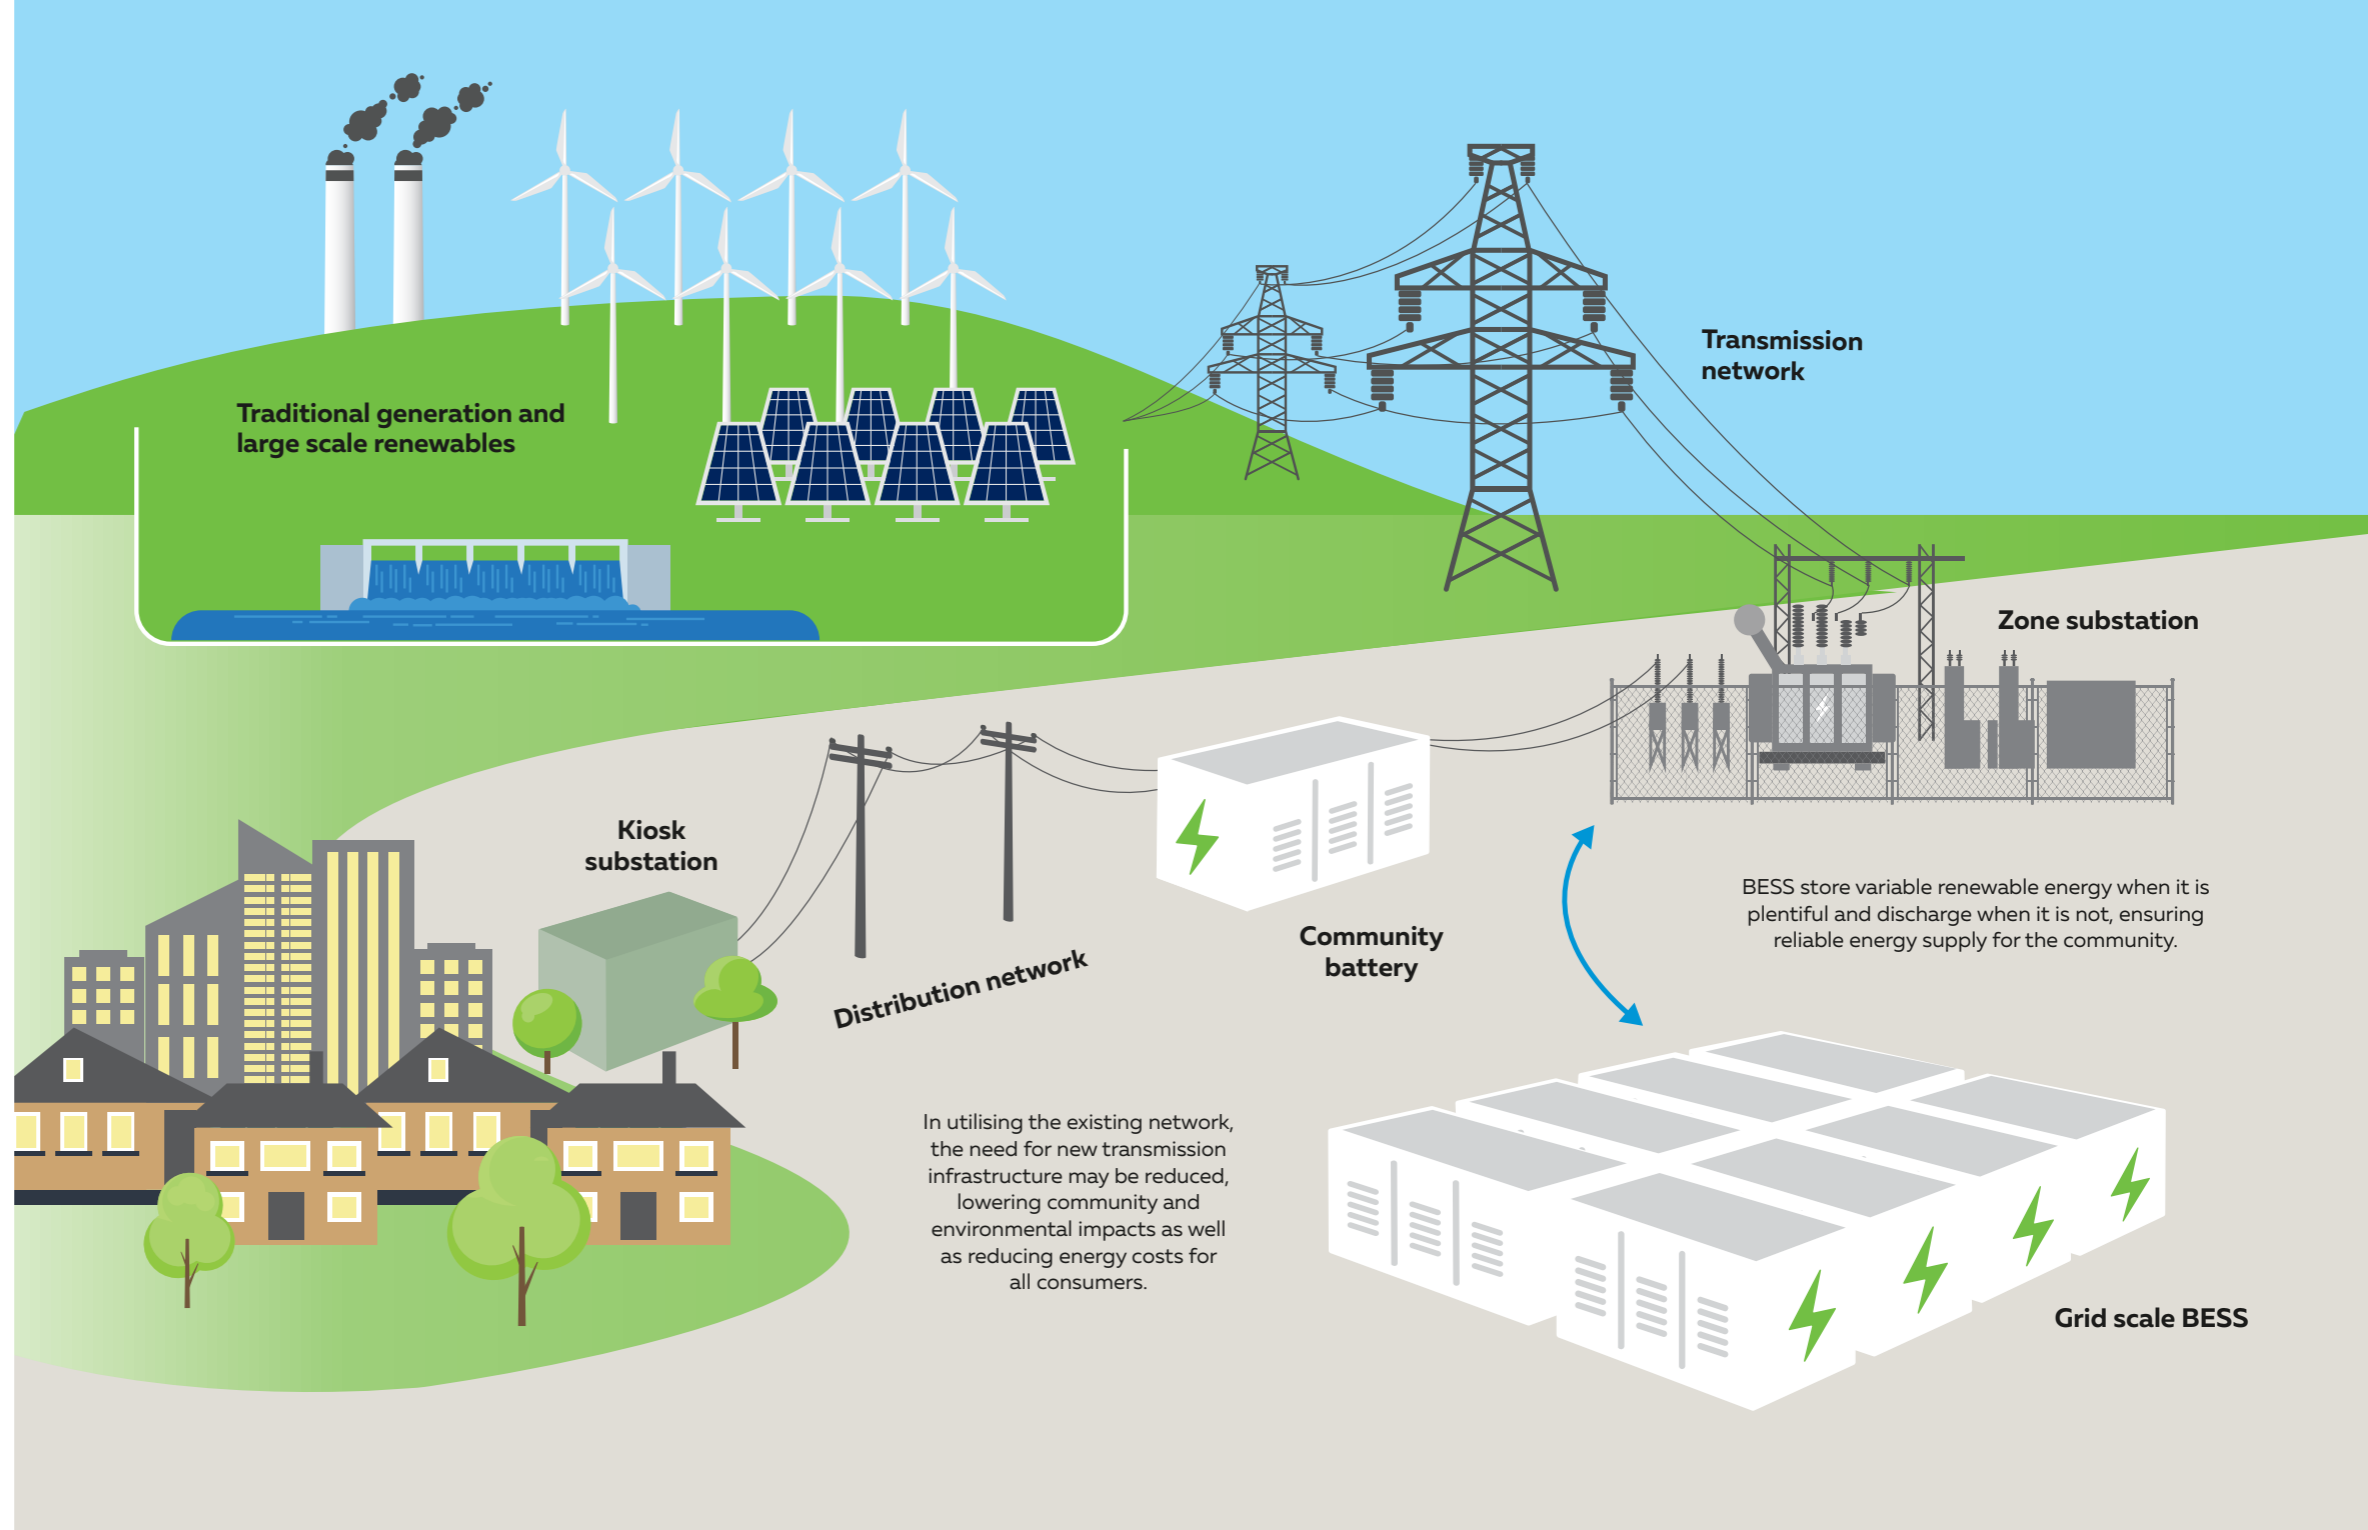 Traditional generation and
large scale renewables
Transmission
network
Zone substation
Kiosk
substation
Distribution network
Community
battery
BESS store variable renewable energy when it is
plentiful and discharge when it is not, ensuring
reliable energy supply for the community.
In utilising the existing network,
the need for new transmission
infrastructure may be reduced,
lowering community and
environmental impacts as well
as reducing energy costs for
all consumers.
Grid scale BESS